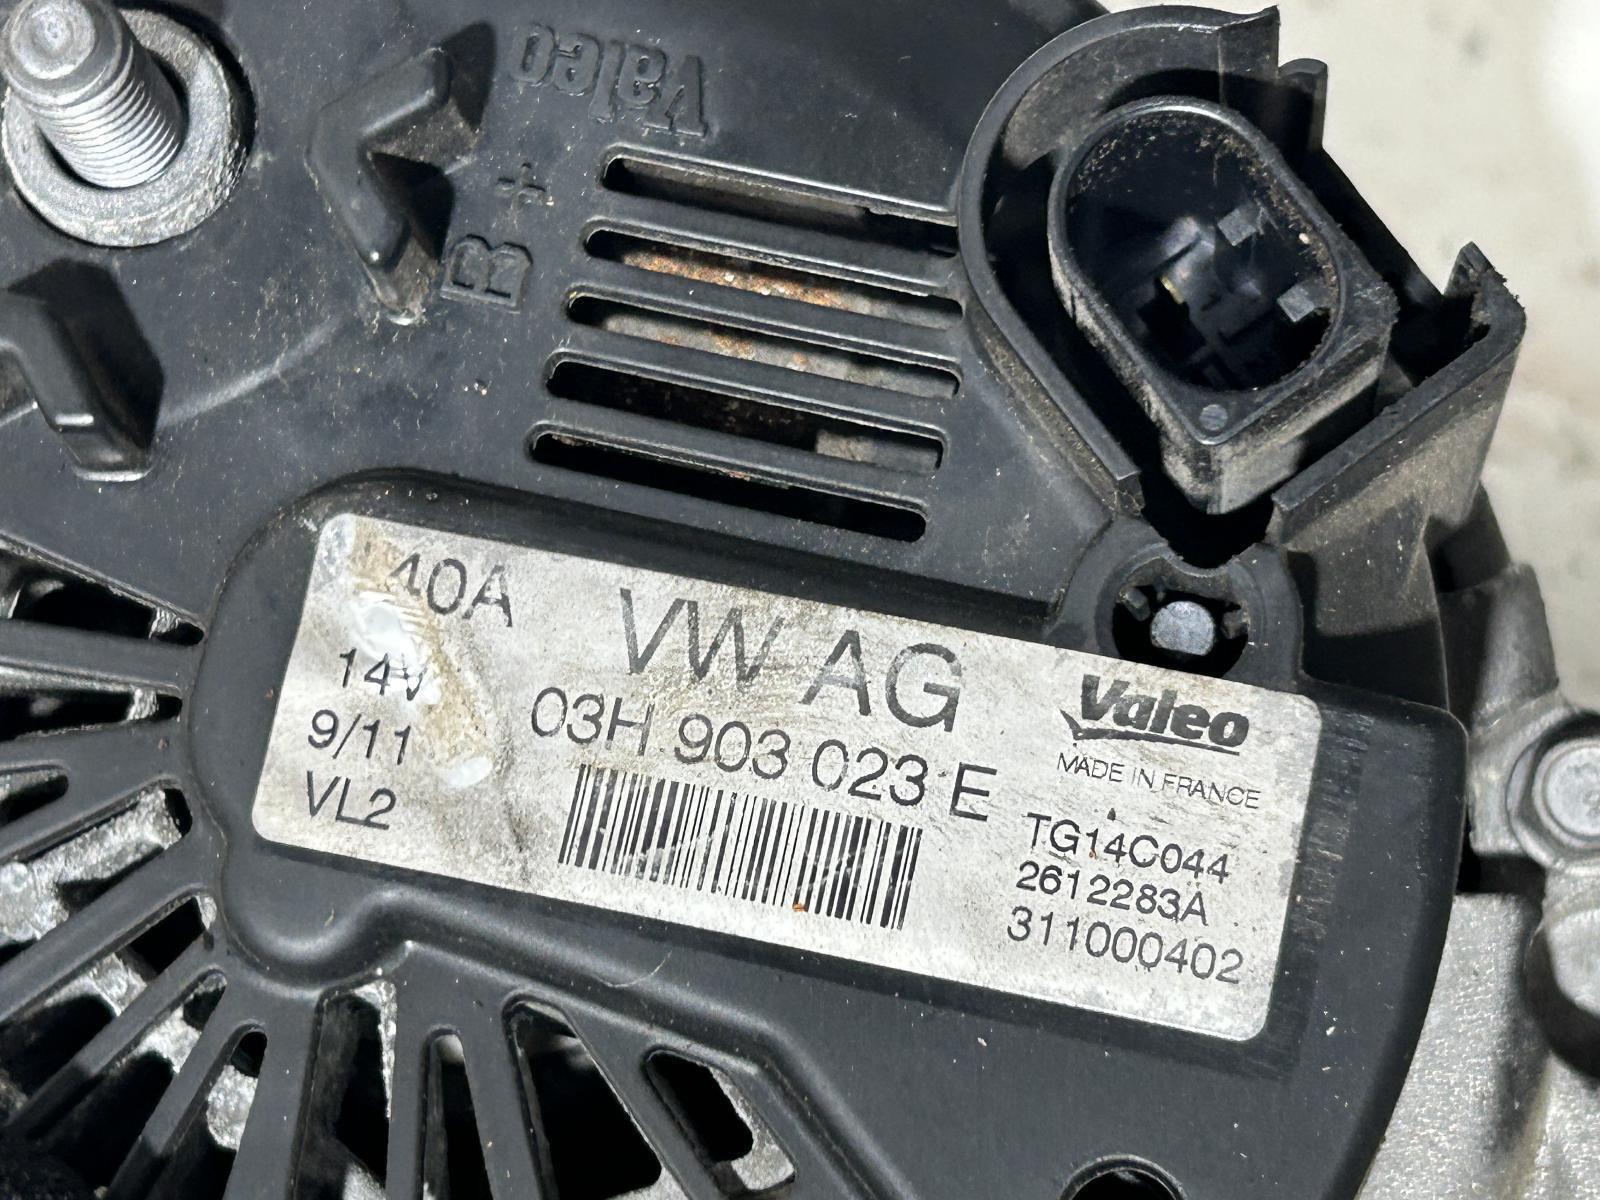 Valeo
B+
40A
14V
9/11
VL2
VW AG
03H 903 023 E
Valeo
MADE IN FRANCE
TG14C044
2612283A
311000402